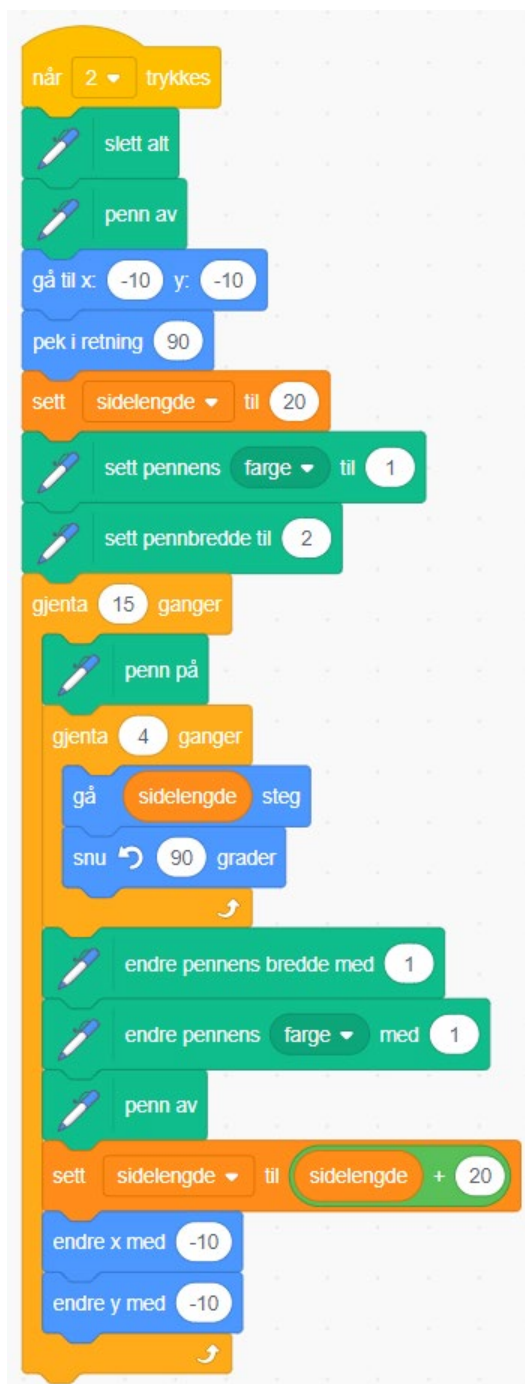 når 2 trykkes
slett alt
penn av
gå til x: -10 y: -10
pek i retning 90
sett sidelengde til 20
sett pennens farge til 1
sett pennbredde til 2
gjenta 15 ganger
penn på
gjenta 4 ganger
gå sidelengde steg
snu 90 grader
endre pennens bredde med 1
endre pennens farge med 1
penn av
sett sidelengde til sidelengde + 20
endre x med -10
endre y med -10